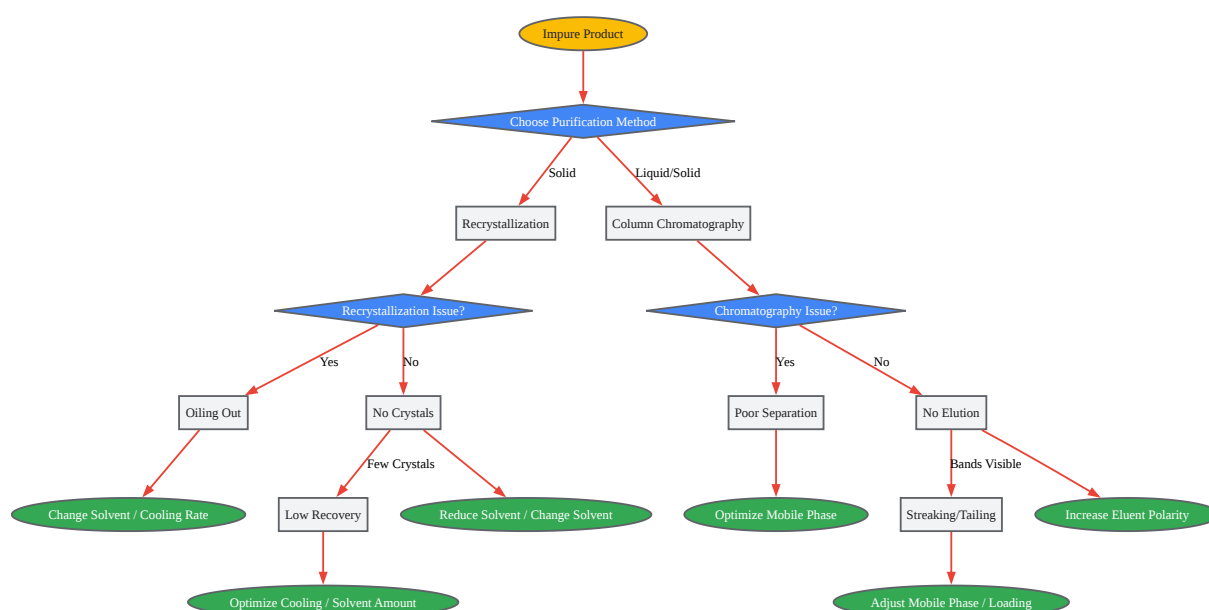 Impure Product
Choose Purification Method
Solid
Liquid/Solid
Recrystallization
Column Chromatography
Recrystallization Issue?
Chromatography Issue?
Yes
No
Yes
No
Oiling Out
No Crystals
Poor Separation
No Elution
Few Crystals
Bands Visible
Change Solvent / Cooling Rate
Low Recovery
Reduce Solvent / Change Solvent
Optimize Mobile Phase
Streaking/Tailing
Increase Eluent Polarity
Optimize Cooling / Solvent Amount
Adjust Mobile Phase / Loading